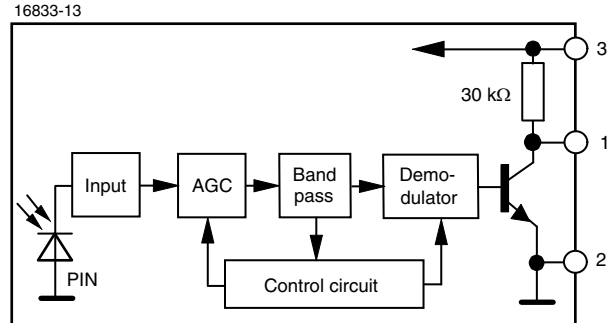 16833-13
3
30 kΩ
1
Input
AGC
Band
pass
Demo-
dulator
2
PIN
Control circuit